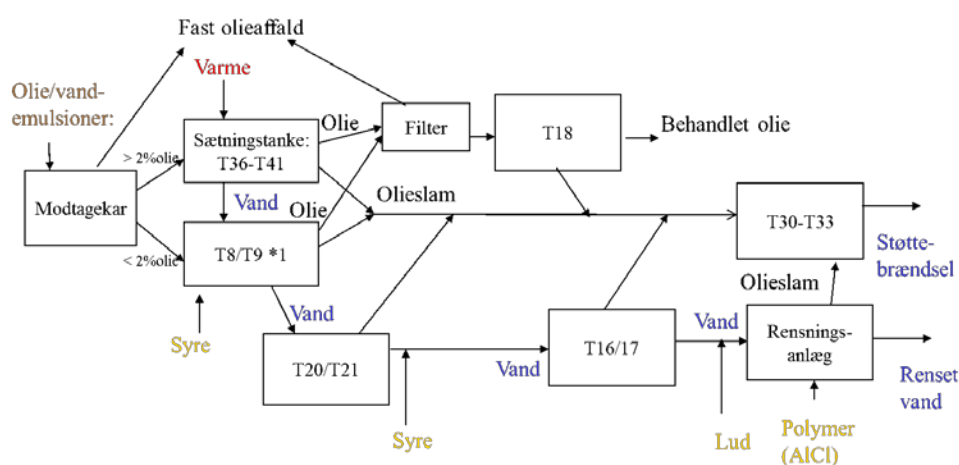 Fast olieaffald
Varme
Olie/vand-
emulsioner:
Olie
Filter
T18
Behandlet olie
Sætningstanke:
T36-T41
> 2%olie
Modtagekar
Vand
Olie
Olieslam
T30-T33
Støtte-
brændsel
T8/T9 *1
< 2%olie
Olieslam
Syre
Vand
T20/T21
Vand
T16/17
Vand
Rensnings-
anlæg
Renset
vand
Syre
Lud
Polymer
(AlCl)